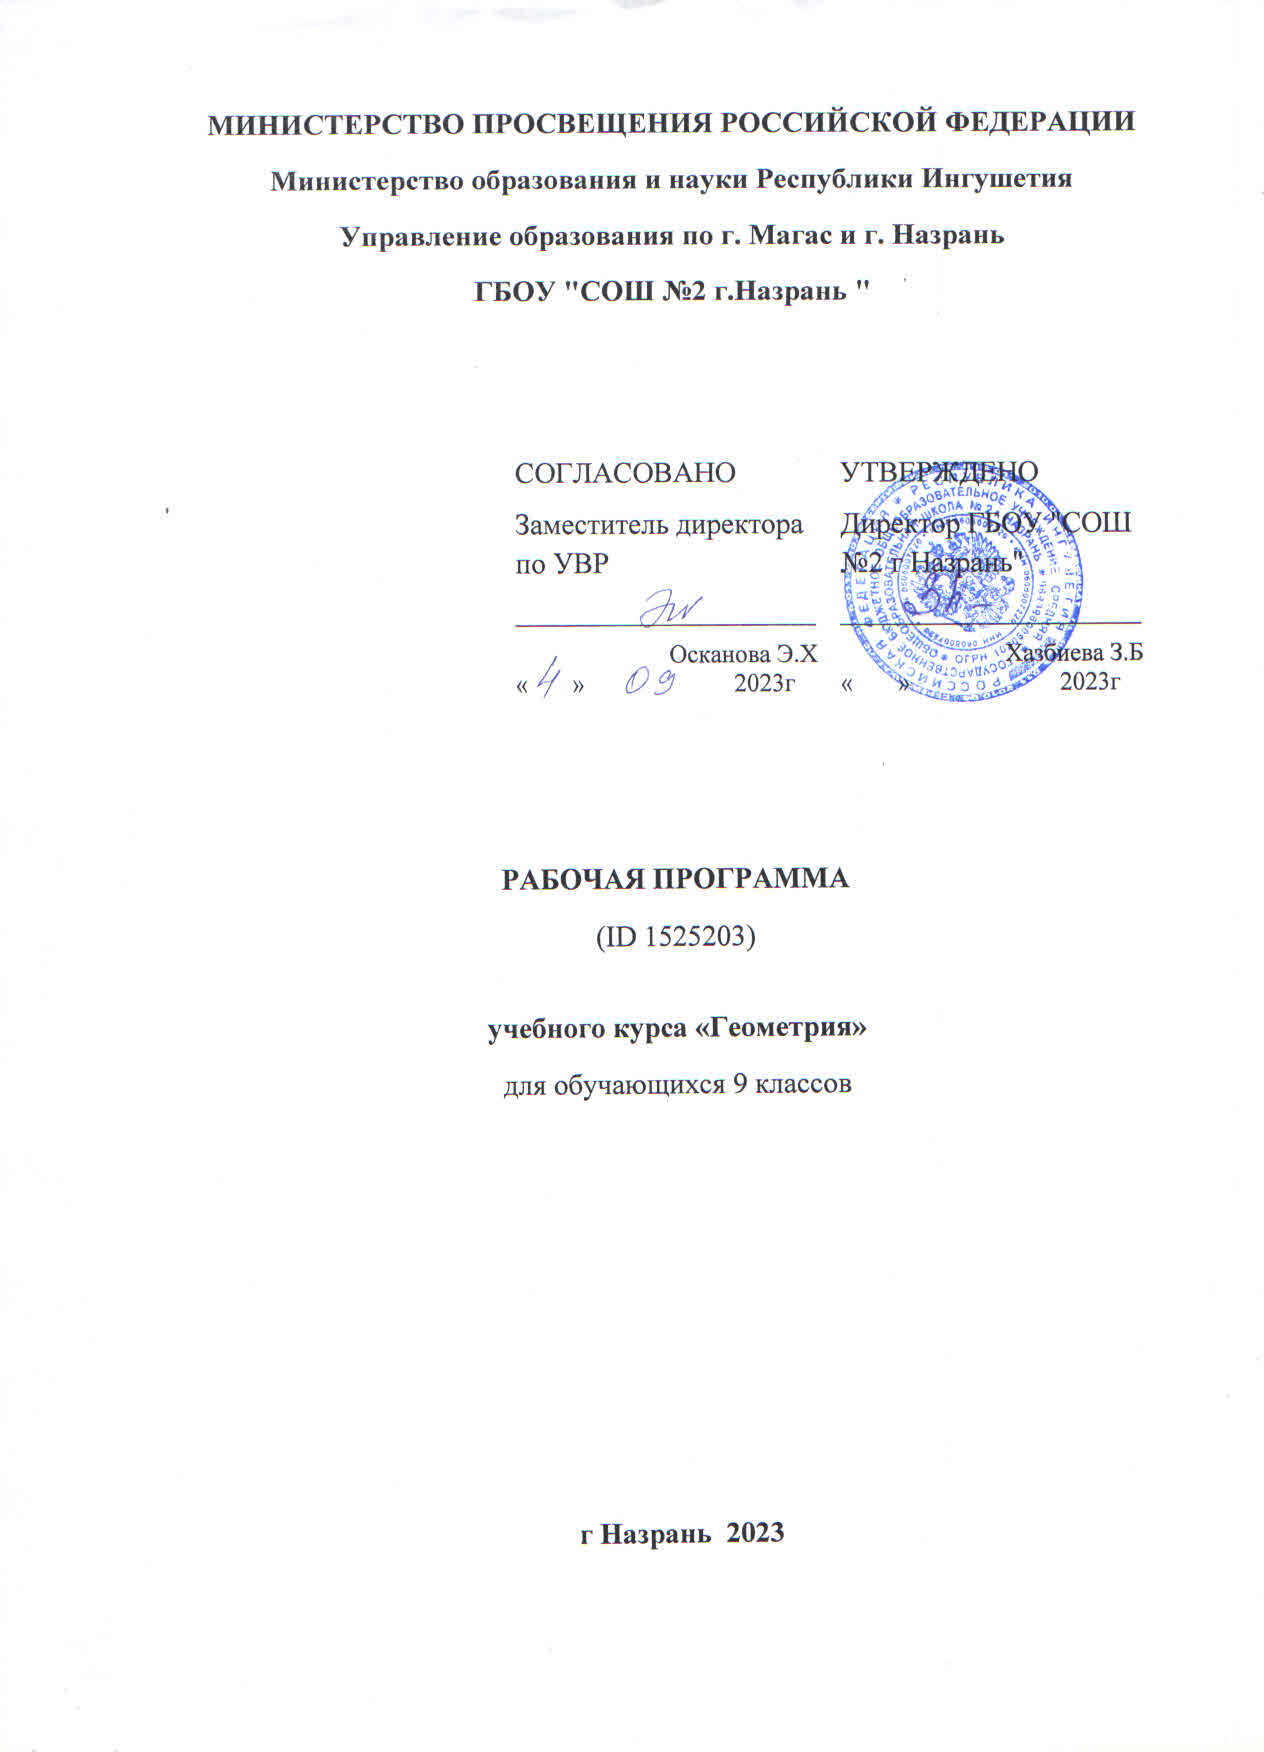 МИНИСТЕРСТВО ПРОСВЕЩЕНИЯ РОССИЙСКОЙ ФЕДЕРАЦИИ
Министерство образования и науки Республики Ингушетия
Управление образования по г. Магас и г. Назрань
ГБОУ "СОШ №2 г.Назрань "
СОГЛАСОВАНО
Заместитель директора
по УВР
Осканова Э.Х
« 4 » 09 2023г
УТВЕРЖДЕНО
Директор ГБОУ "СОШ
№2 г Назрань"
Хазбиева З.Б
« » 2023г
РАБОЧАЯ ПРОГРАММА
(ID 1525203)
учебного курса «Геометрия»
для обучающихся 9 классов
г Назрань 2023